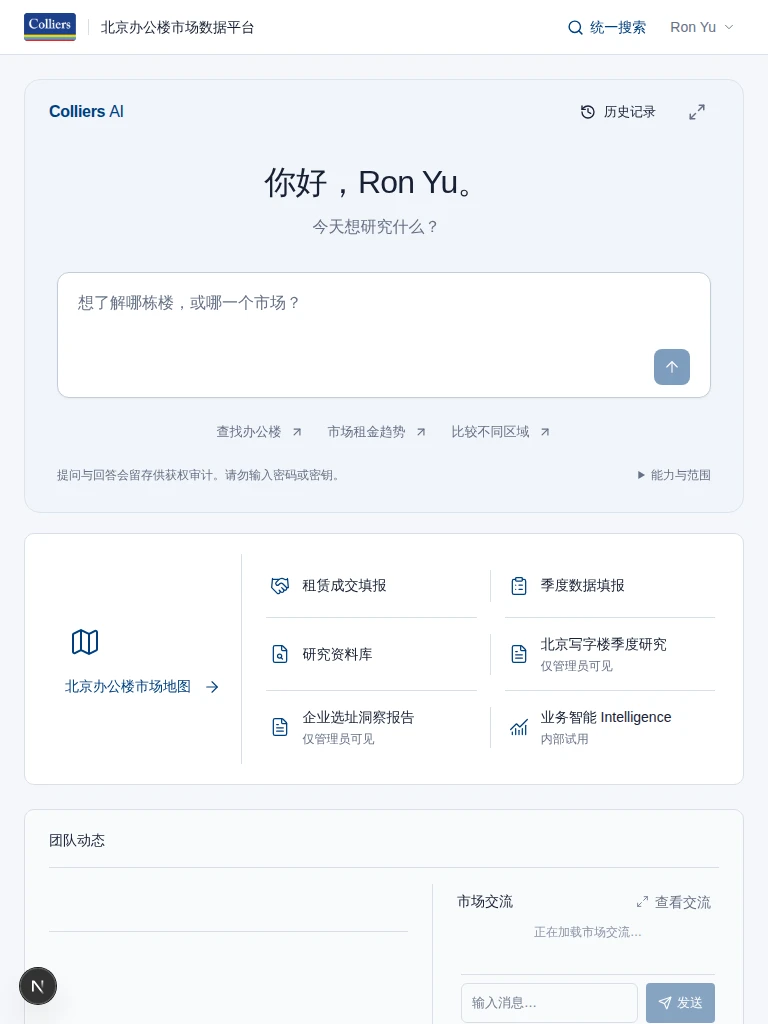 Colliers
北京办公楼市场数据平台
统一搜索
Ron Yu
Colliers AI
历史记录
你好，Ron Yu。
今天想研究什么？
想了解哪栋楼，或哪一个市场？
查找办公楼
市场租金趋势
比较不同区域
提问与回答会留存供获权审计。请勿输入密码或密钥。
能力与范围
北京办公楼市场地图
租赁成交填报
季度数据填报
研究资料库
北京写字楼季度研究
仅管理员可见
企业选址洞察报告
仅管理员可见
业务智能 Intelligence
内部试用
团队动态
市场交流
查看交流
正在加载市场交流…
输入消息…
发送
N